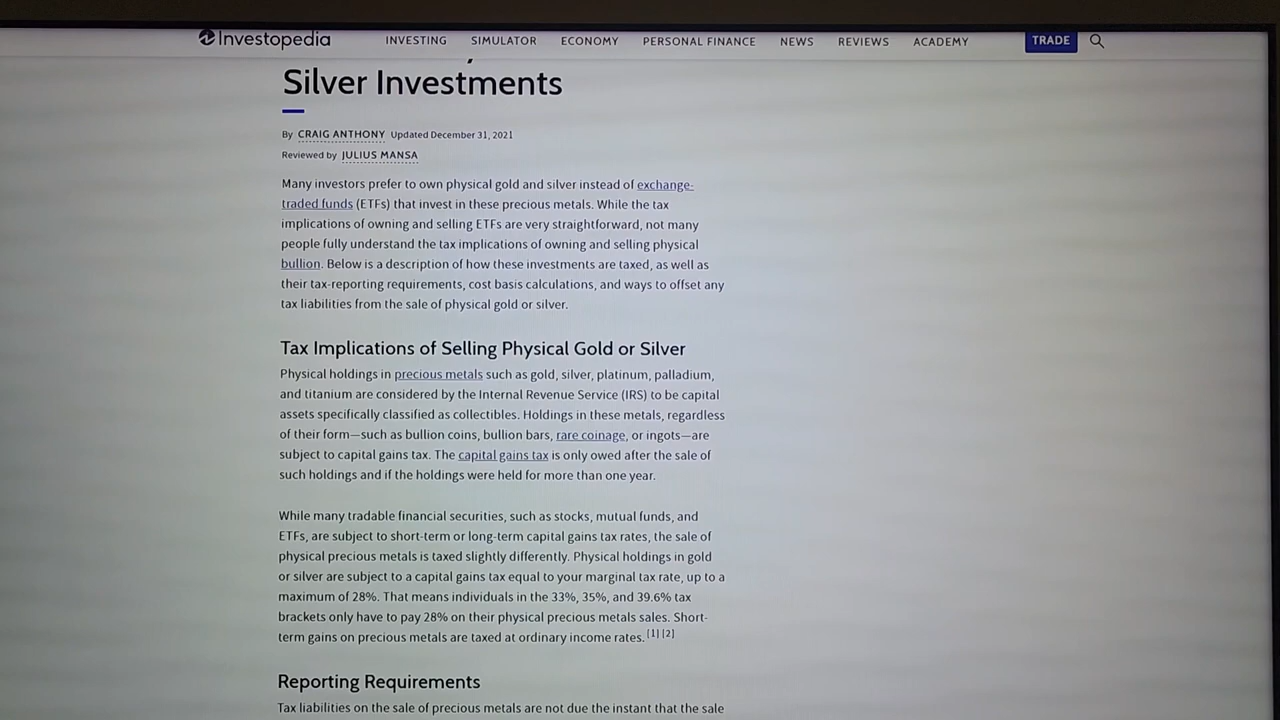 Investopedia
INVESTING SIMULATOR ECONOMY PERSONAL FINANCE NEWS REVIEWS ACADEMY TRADE
Silver Investments
By CRAIG ANTHONY Updated December 31, 2021
Reviewed by JULIUS MANSA
Many investors prefer to own physical gold and silver instead of exchange-
traded funds (ETFs) that invest in these precious metals. While the tax
implications of owning and selling ETFs are very straightforward, not many
people fully understand the tax implications of owning and selling physical
bullion. Below is a description of how these investments are taxed, as well as
their tax-reporting requirements, cost basis calculations, and ways to offset any
tax liabilities from the sale of physical gold or silver.
Tax Implications of Selling Physical Gold or Silver
Physical holdings in precious metals such as gold, silver, platinum, palladium,
and titanium are considered by the Internal Revenue Service (IRS) to be capital
assets specifically classified as collectibles. Holdings in these metals, regardless
of their form—such as bullion coins, bullion bars, rare coinage, or ingots—are
subject to capital gains tax. The capital gains tax is only owed after the sale of
such holdings and if the holdings were held for more than one year.
While many tradable financial securities, such as stocks, mutual funds, and
ETFs, are subject to short-term or long-term capital gains tax rates, the sale of
physical precious metals is taxed slightly differently. Physical holdings in gold
or silver are subject to a capital gains tax equal to your marginal tax rate, up to a
maximum of 28%. That means individuals in the 33%, 35%, and 39.6% tax
brackets only have to pay 28% on their physical precious metals sales. Short-
term gains on precious metals are taxed at ordinary income rates. [1] [2]
Reporting Requirements
Tax liabilities on the sale of precious metals are not due the instant that the sale